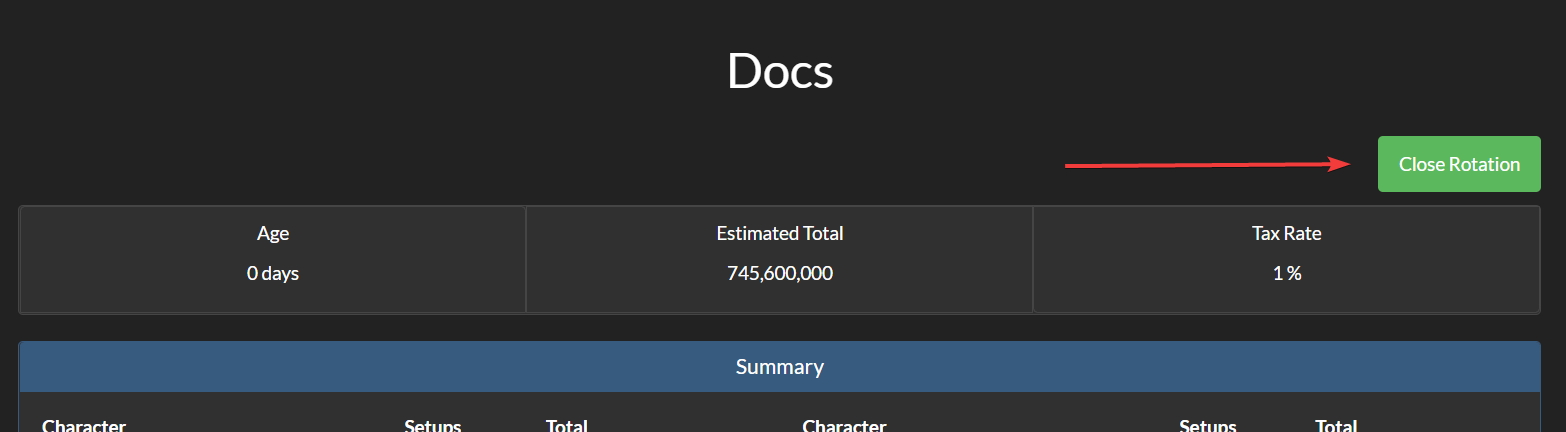 Docs
Close Rotation
Age
0 days
Estimated Total
745,600,000
Tax Rate
1 %
Summary
Character Setups Total Character Setups Total